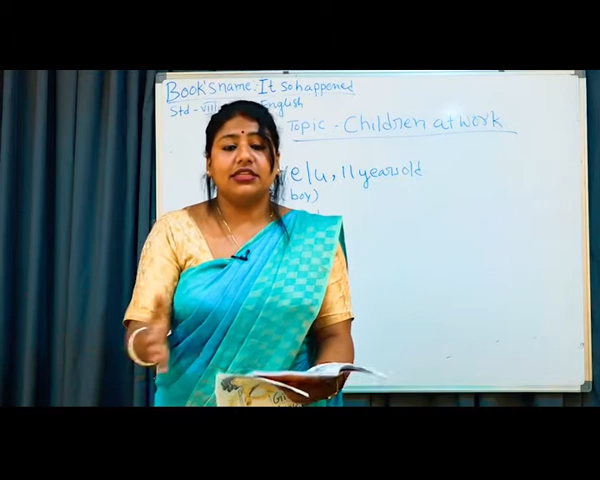 Book's name: It so happened
Std - viii English
Topic - Children at work
elu, 11 years old
(boy)